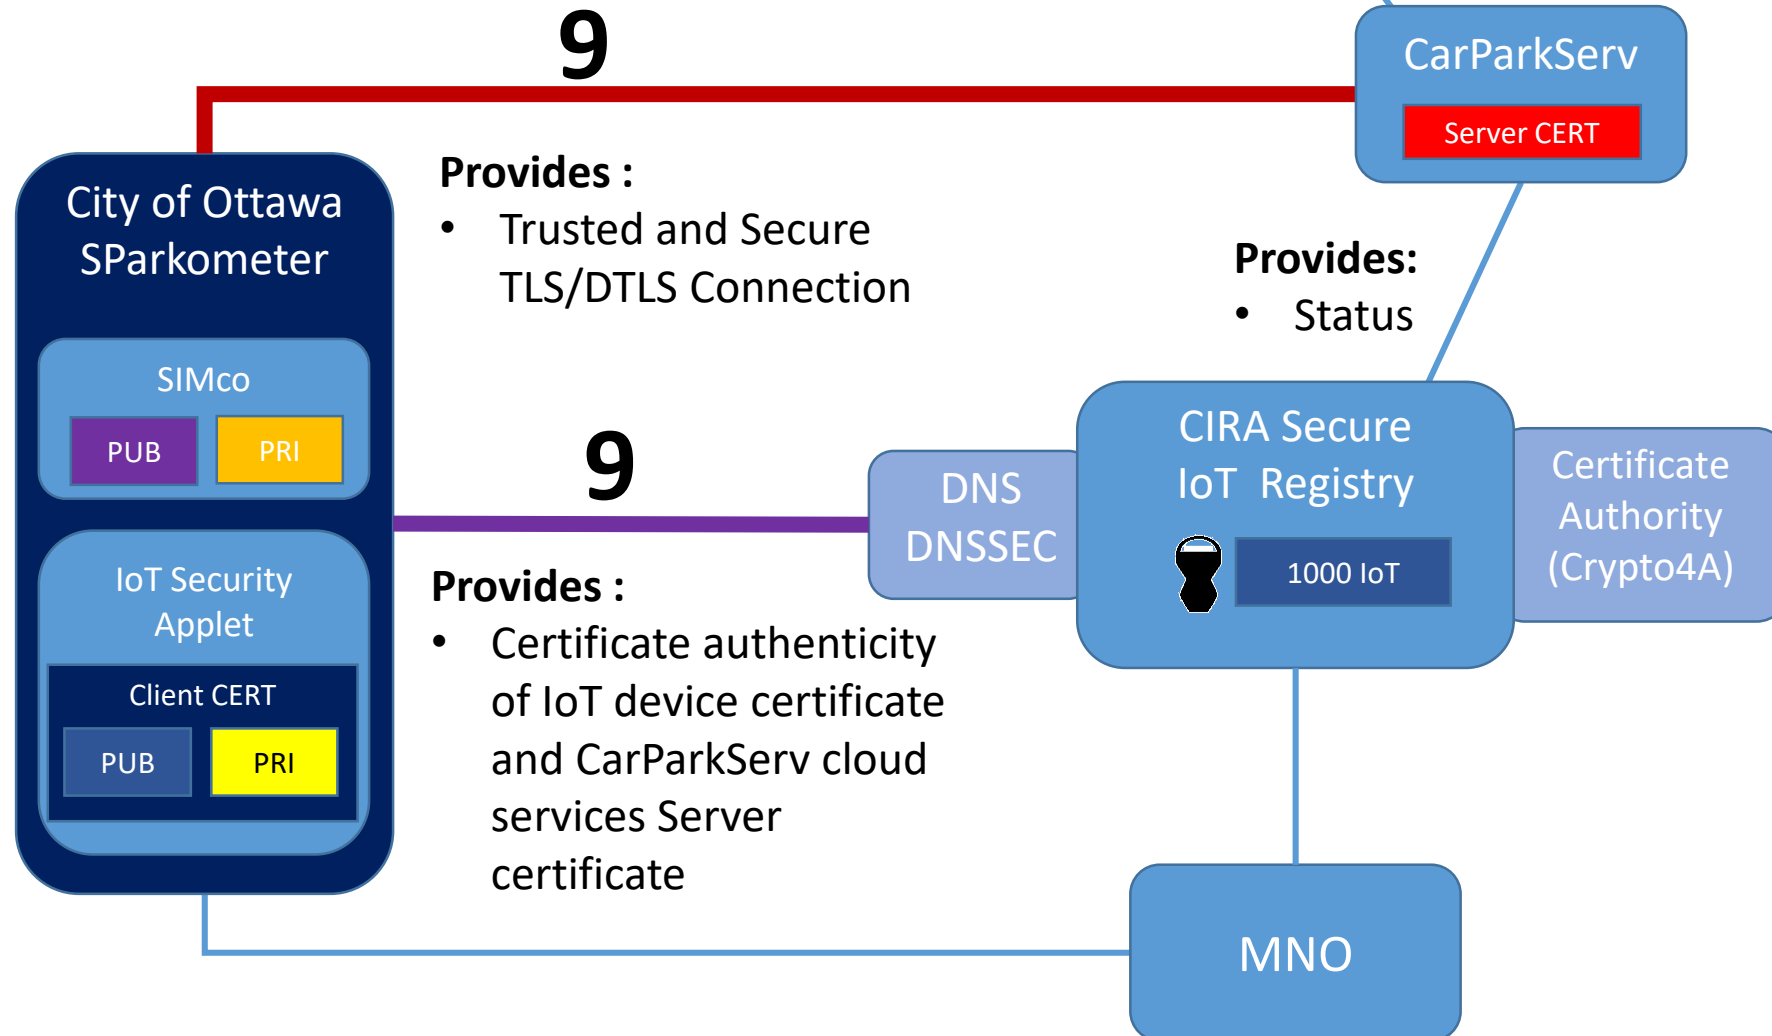 9
CarParkServ
Server CERT
City of Ottawa
SParkometer
Provides :
• Trusted and Secure
TLS/DTLS Connection
Provides:
• Status
SIMco
PUB
PRI
9
DNS
DNSSEC
CIRA Secure
IoT Registry
1000 IoT
Certificate
Authority
(Crypto4A)
IoT Security
Applet
Client CERT
PUB
PRI
Provides :
• Certificate authenticity
of IoT device certificate
and CarParkServ cloud
services Server
certificate
MNO